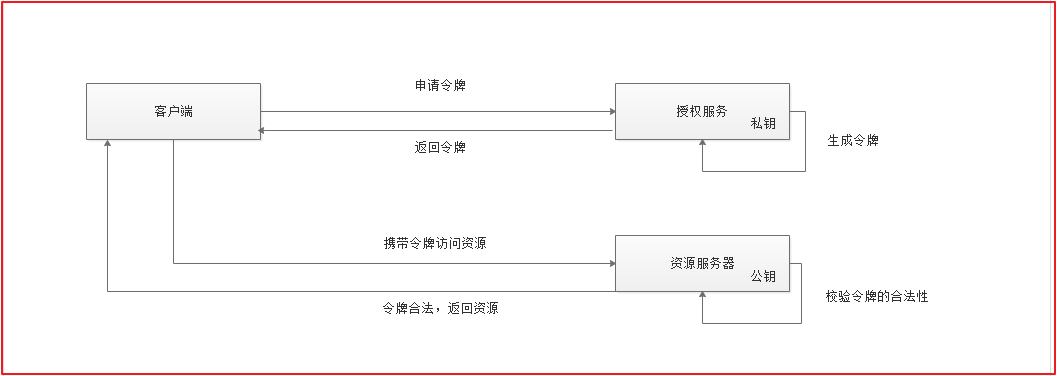 申请令牌
客户端
授权服务
私钥
生成令牌
返回令牌
携带令牌访问资源
资源服务器
公钥
校验令牌的合法性
令牌合法，返回资源